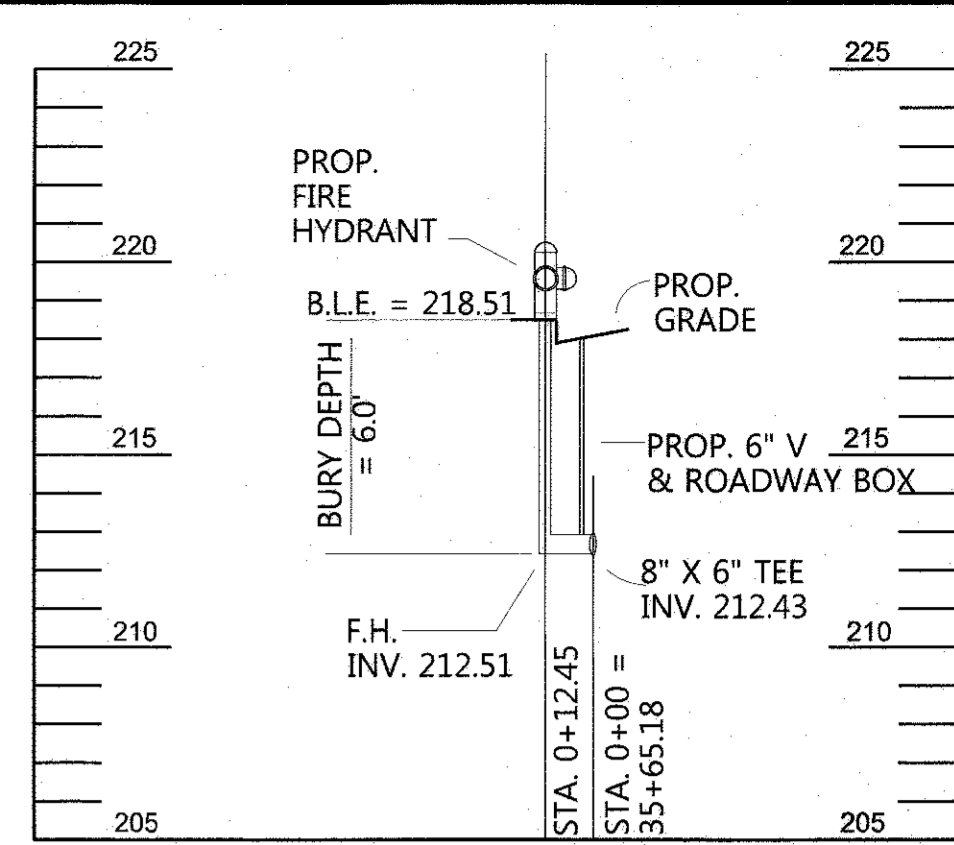 225
225
PROP.
FIRE
HYDRANT
220
220
B.L.E. = 218.51
PROP.
GRADE
BURY DEPTH
= 6.0'
215
PROP. 6" V
& ROADWAY BOX
215
8" X 6" TEE
INV. 212.43
210
F.H.
INV. 212.51
210
STA. 0+12.45
STA. 0+00 =
35+65.18
205
205